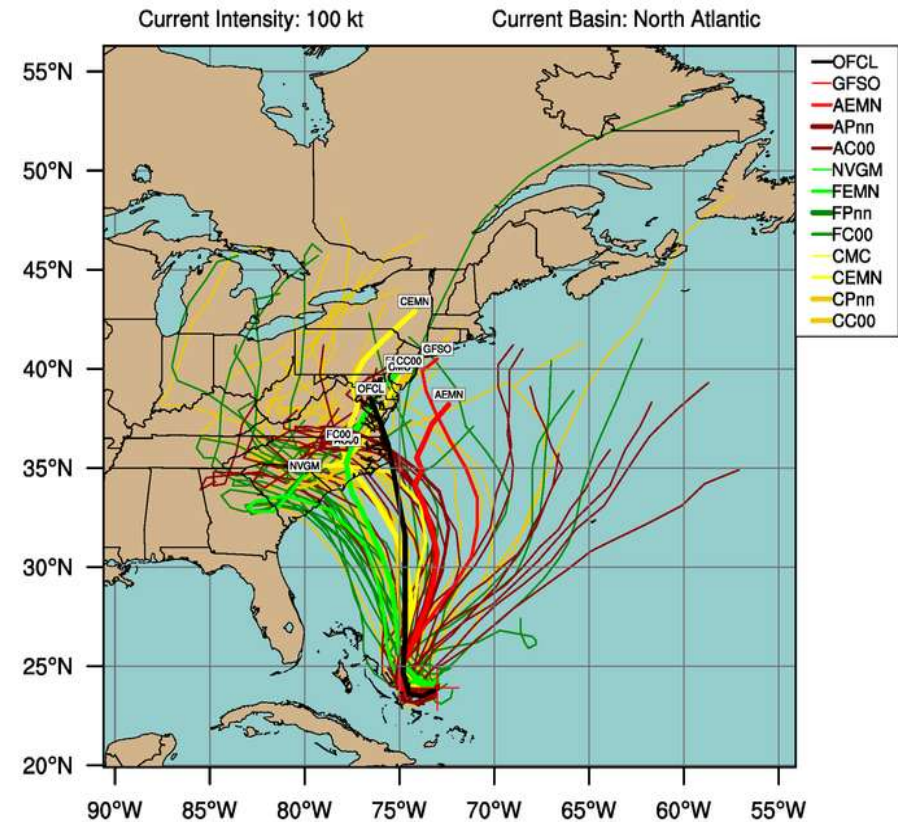 Current Intensity: 100 kt
Current Basin: North Atlantic
55°N
50°N
45°N
40°N
35°N
30°N
25°N
20°N
90°W
85°W
80°W
75°W
70°W
65°W
60°W
55°W
OFCL
GFSO
AEMN
APnn
AC00
NVGM
FEMN
FPnn
FC00
CMC
CEMN
CPnn
CC00
CEMN
GFSO
CC00
OFCL
AEMN
FC00
NVGM